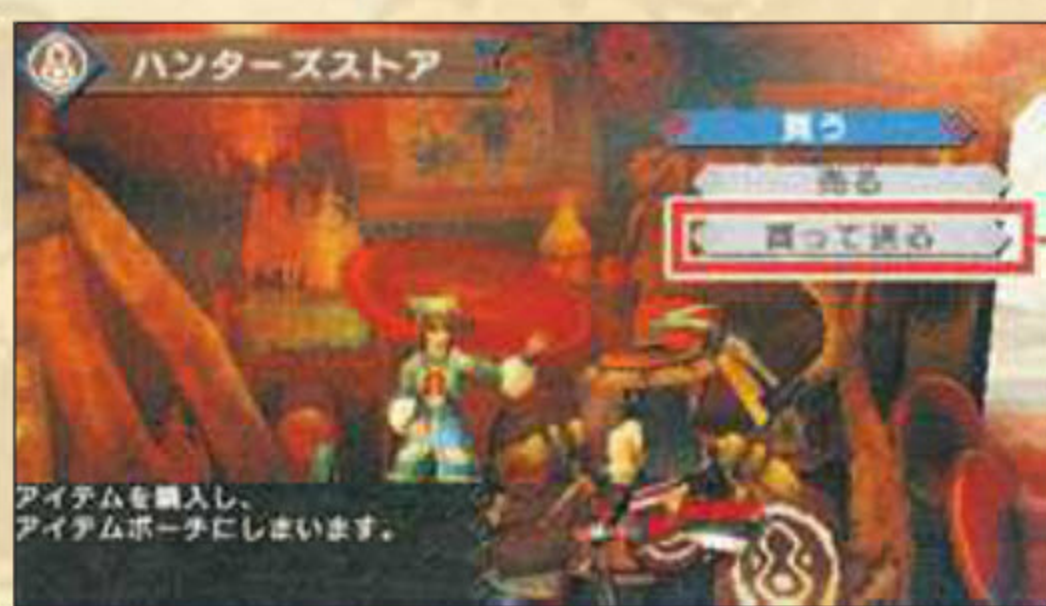 ハンターズストア
買う
売る
買って送る
アイテムを購入し、
アイテムポーチにしまいます。